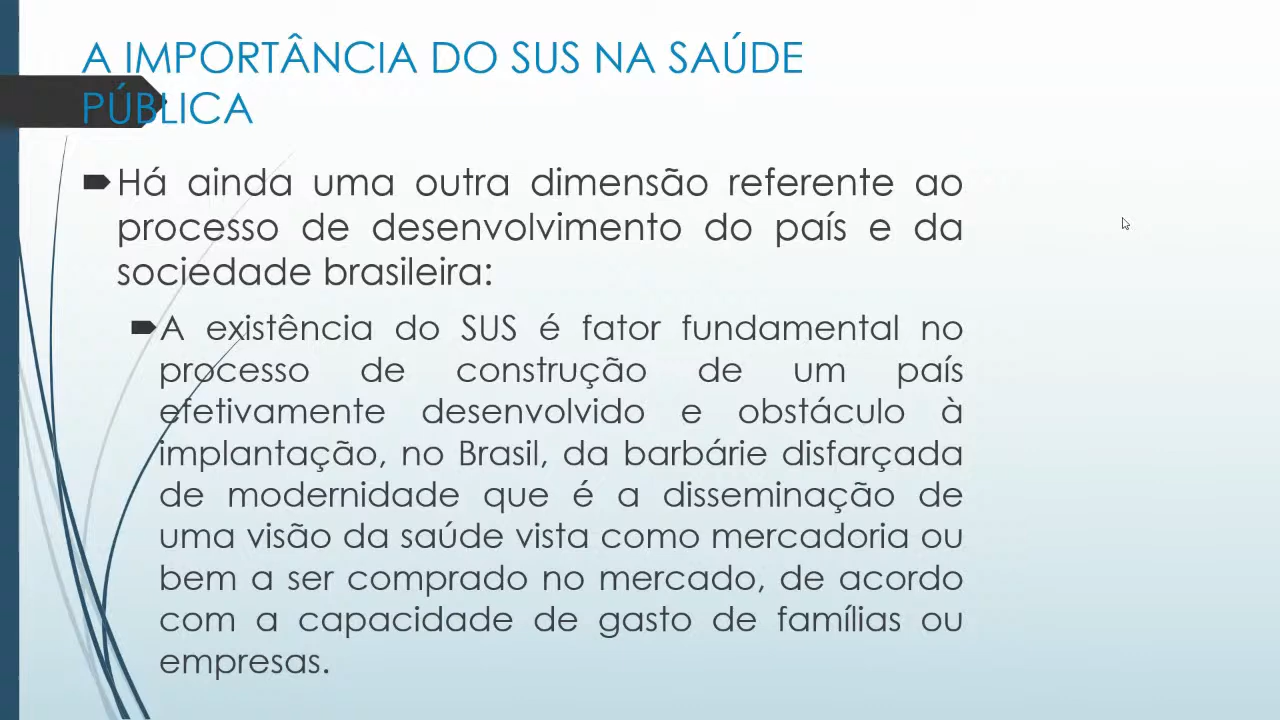 A IMPORTÂNCIA DO SUS NA SAÚDE
PÚBLICA
Há ainda uma outra dimensão referente ao
processo de desenvolvimento do país e da
sociedade brasileira:
A existência do SUS é fator fundamental no
processo de construção de um país
efetivamente desenvolvido e obstáculo à
implantação, no Brasil, da barbárie disfarçada
de modernidade que é a disseminação de
uma visão da saúde vista como mercadoria ou
bem a ser comprado no mercado, de acordo
com a capacidade de gasto de famílias ou
empresas.